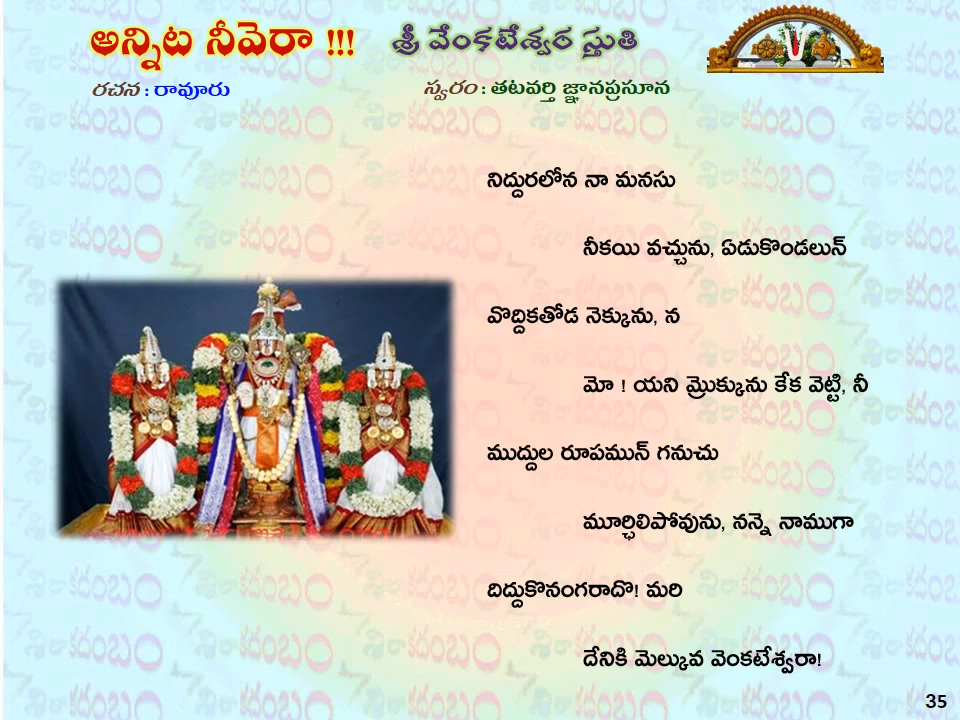 అన్నిట నీవెరా !!! శ్రీ వేంకటేశ్వర స్తుతి
రచన : రావూరు స్వరం : తటవర్తి జ్ఞానప్రసూన
నిద్దురలోన నా మనసు
నీకయి వచ్చును, ఏడుకొండలున్
వొద్దికతోడ నెక్కును, న
మో ! యని మ్రొక్కును కేక వెట్టి, నీ
ముద్దుల రూపమున్ గనుచు
మూర్ఛిలిపోవును, నన్నె నాముగా
దిద్దుకొనంగరాదొ! మరి
దేనికి మెల్కువ వెంకటేశ్వరా!
35